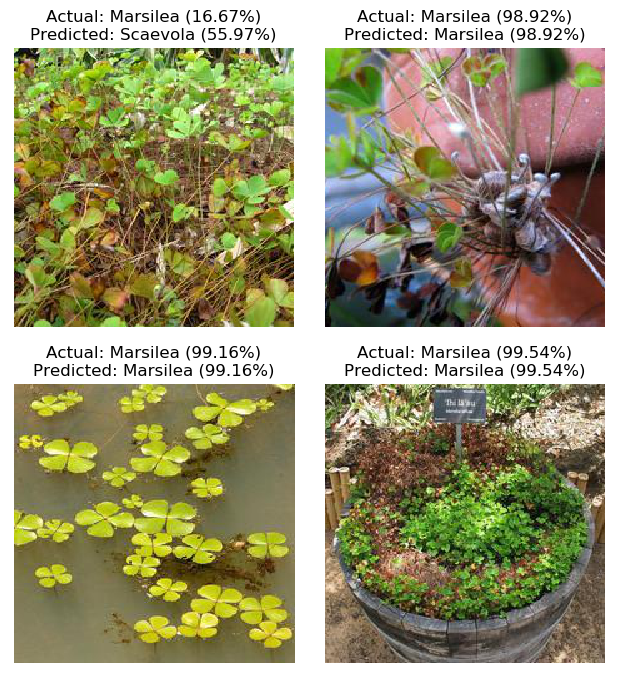 Actual: Marsilea (16.67%)
Predicted: Scaevola (55.97%)
Actual: Marsilea (98.92%)
Predicted: Marsilea (98.92%)
Actual: Marsilea (99.16%)
Predicted: Marsilea (99.16%)
Actual: Marsilea (99.54%)
Predicted: Marsilea (99.54%)